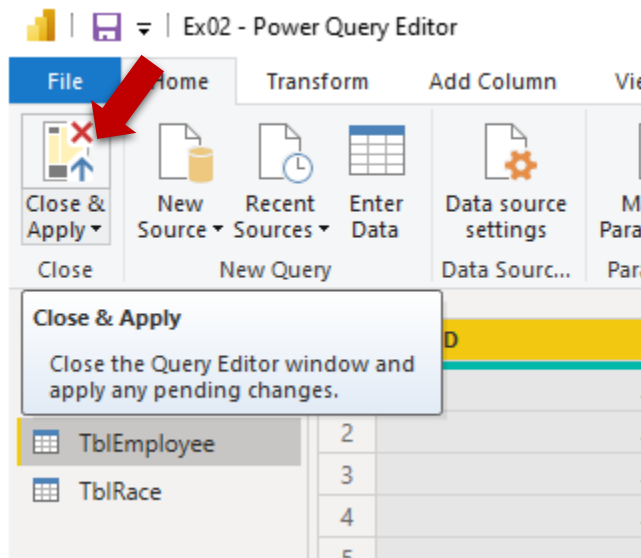 Ex02 - Power Query Editor
File Home Transform Add Column
Close & Apply New Source Recent Sources Enter Data Data source settings
Close New Query Data Sourc...
Close & Apply
Close the Query Editor window and
apply any pending changes.
D
TblEmployee 2
3
TblRace
4
5